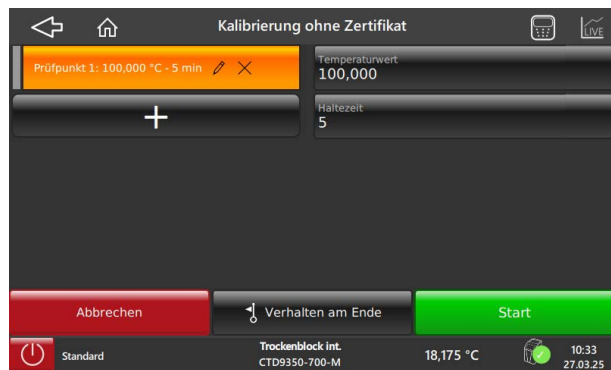 Kalibrierung ohne Zertifikat
LIVE
Prüfpunkt 1: 100,000 °C - 5 min
Temperaturwert
100,000
Haltezeit
5
Abbrechen
Verhalten am Ende
Start
Standard
Trockenblock int.
CTD9350-700-M
18,175 °C
10:33
27.03.25